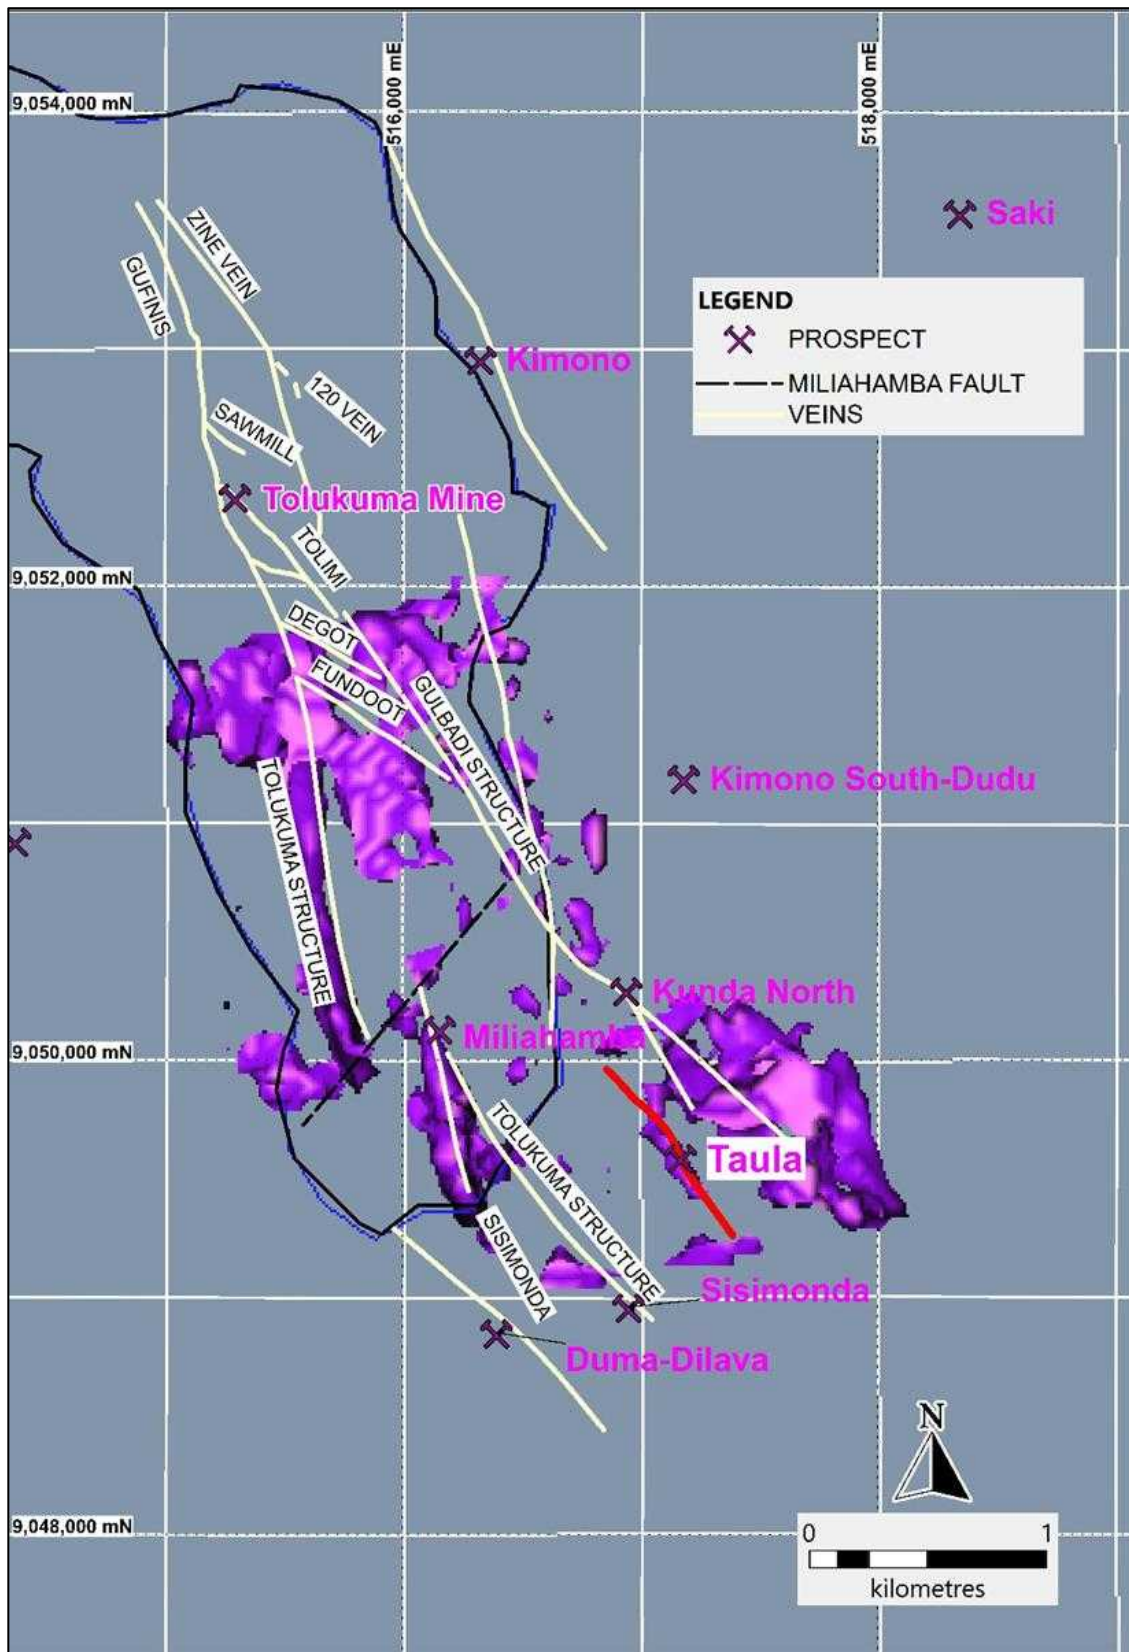 516,000 mE
518,000 mE
9,054,000 mN
ZINE VEIN
Saki
GUFINIS
LEGEND
PROSPECT
MILIAHAMBA FAULT
VEINS
Kimono
120 VEIN
SAWMILL
Tolukuma Mine
TOLIMI
9,052,000 mN
DEGOT
FUNDOOT
GULBADI STRUCTURE
Kimono South-Dudu
TOLUKUMA STRUCTURE
Kunda North
Miliahamba
9,050,000 mN
TOLUKUMA STRUCTURE
Taula
SISIMONDA
Sisimonda
Duma-Dilava
N
9,048,000 mN
0 1
kilometres